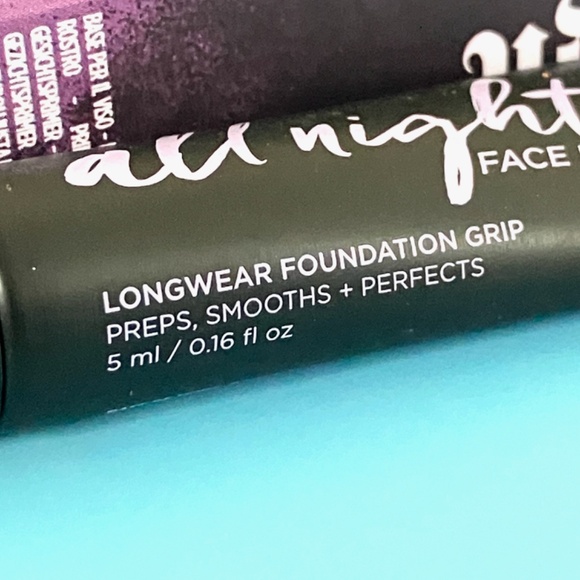 all night
FACE
LONGWEAR FOUNDATION GRIP
PREPS, SMOOTHS + PERFECTS
5 ml / 0.16 fl oz
BASE PER IL VISO -
ROSTRO -
GESICHTSPRIMER -
GEZICHTSPRIMER